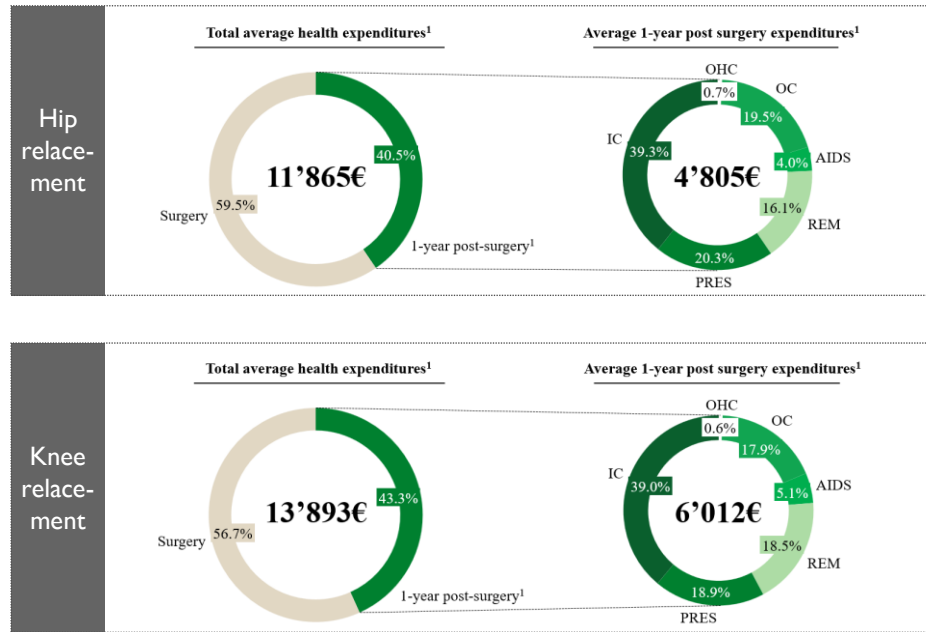 Hip
relace-
ment
Total average health expenditures¹
11’865€
40.5%
59.5%
Surgery
1-year post-surgery¹
Average 1-year post surgery expenditures¹
OHC
0.7%
OC
19.5%
IC
39.3%
AIDS
4.0%
4’805€
16.1%
REM
20.3%
PRES
Knee
relace-
ment
Total average health expenditures¹
13’893€
43.3%
56.7%
Surgery
1-year post-surgery¹
Average 1-year post surgery expenditures¹
OHC
0.6%
OC
17.9%
IC
39.0%
AIDS
5.1%
6’012€
18.5%
REM
18.9%
PRES